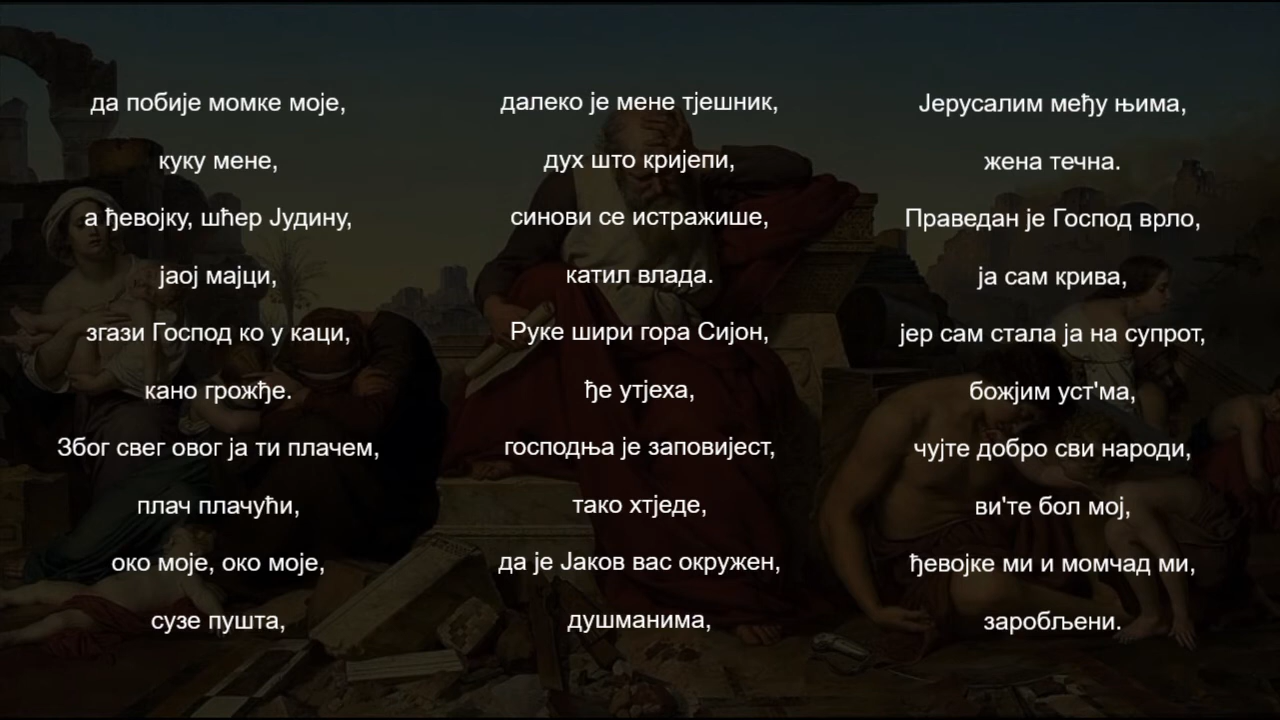 да побије момке моје,
куку мене,
а ђевојку, шћер Јудину,
јаој мајци,
згази Господ ко у каци,
кано грожђе.
Због свег овог ја ти плачем,
плач плачући,
око моје, око моје,
сузе пушта,
далеко је мене тјешник,
дух што кријепи,
синови се истражише,
катил влада.
Руке шири гора Сијон,
ђе утјеха,
господња је заповијест,
тако хтједе,
да је Јаков вас окружен,
душманима,
Јерусалим међу њима,
жена течна.
Праведан је Господ врло,
ја сам крива,
јер сам стала ја на супрот,
божјим уст'ма,
чујте добро сви народи,
ви'те бол мој,
ђевојке ми и момчад ми,
заробљени.